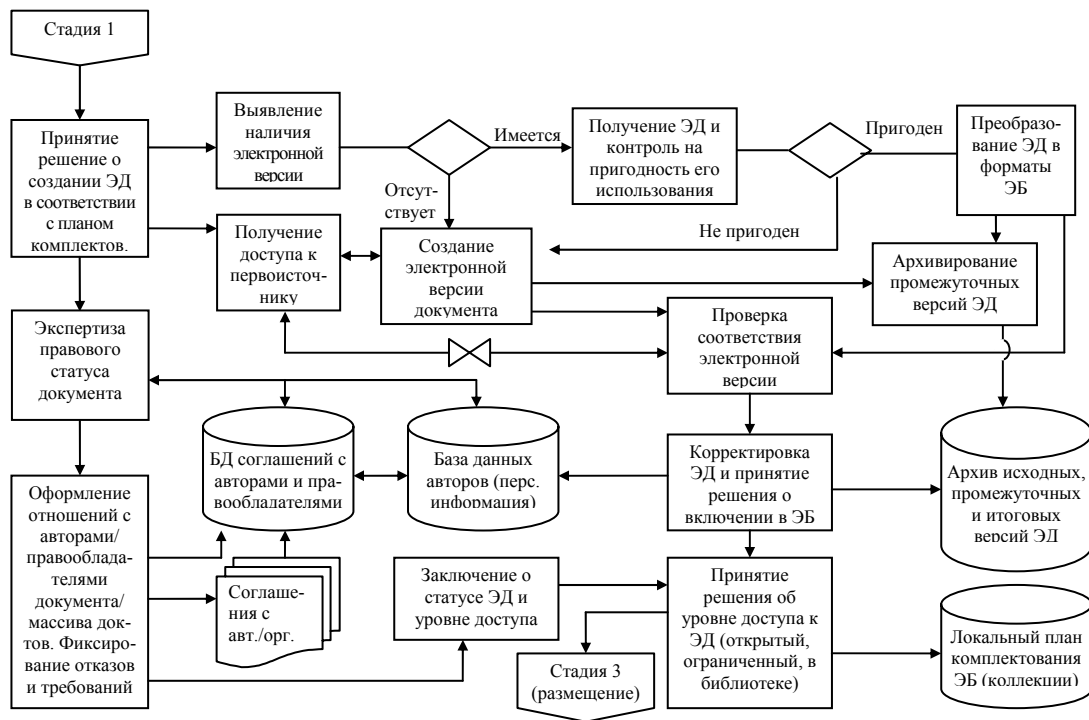 Стадия 1
Принятие
решение о
создании ЭД
в соответствии
с планом
комплектов.
Выявление
наличия
электронной
версии
Имеется
Отсут-
ствует
Получение ЭД и
контроль на
пригодность его
использования
Пригоден
Не пригоден
Преобразо-
вание ЭД в
форматы
ЭБ
Получение
доступа к
первоисточ-
нику
Создание
электронной
версии
документа
Архивирование
промежуточных
версий ЭД
Экспертиза
правового
статуса
документа
Проверка
соответствия
электронной
версии
БД соглашений с
авторами и пра-
вообладателями
База данных
авторов (перс.
информация)
Корректировка
ЭД и принятие
решения о
включении в ЭБ
Архив исходных,
промежуточных
и итоговых
версий ЭД
Оформление
отношений с
авторами/
правооблада-
телями
документа/
массива док-
тов. Фиксиро-
вание отказов
и требований
Соглаше-
ния с
авт./орг.
Заключение о
статусе ЭД и
уровне доступа
Принятие
решения об
уровне доступа к
ЭД (открытый,
ограниченный, в
библиотеке)
Стадия 3
(размещение)
Локальный план
комплектования
ЭБ (коллекции)